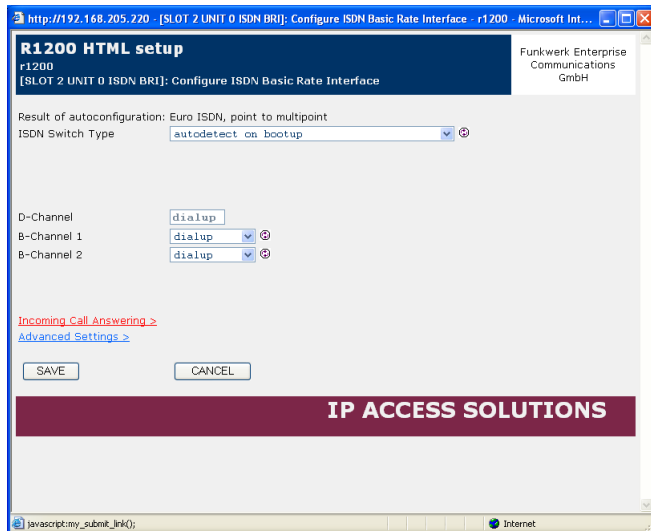 http://192.168.205.220 - [SLOT 2 UNIT 0 ISDN BRI]: Configure ISDN Basic Rate Interface - r1200 - Microsoft Int...
R1200 HTML setup
r1200
[SLOT 2 UNIT 0 ISDN BRI]: Configure ISDN Basic Rate Interface
Funkwerk Enterprise
Communications
GmbH
Result of autoconfiguration: Euro ISDN, point to multipoint
ISDN Switch Type autodetect on bootup
D-Channel dialup
B-Channel 1 dialup
B-Channel 2 dialup
Incoming Call Answering >
Advanced Settings >
SAVE CANCEL
IP ACCESS SOLUTIONS
javascript:my_submit_link(); Internet